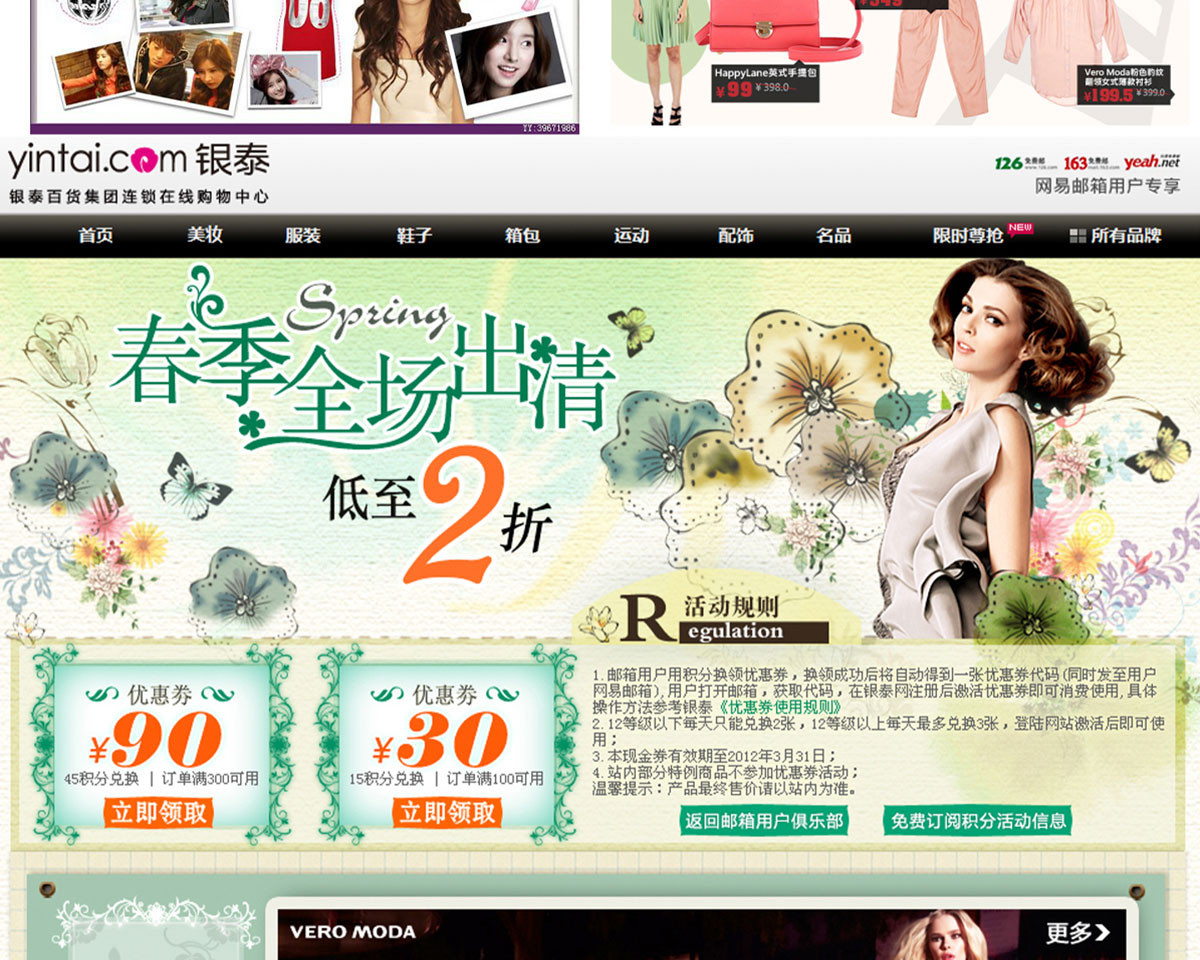 08
YY:39671986
HappyLane英式手提包
¥99 ¥398.0
Vero Moda粉色豹纹
翻领女式薄款衬衫
¥199.5 ¥399.0
yintai.com 银泰
银泰百货集团连锁在线购物中心
126 免费邮 163 免费邮 yeah.net
网易邮箱用户专享
首页 美妆 服装 鞋子 箱包 运动 配饰 名品 限时尊抢 NEW 所有品牌
Spring
春季全场出清
低至2折
R 活动规则
egulation
优惠券
¥90
45积分兑换 | 订单满300可用
立即领取
优惠券
¥30
15积分兑换 | 订单满100可用
立即领取
1. 邮箱用户用积分换领优惠券，换领成功后将自动得到一张优惠券代码(同时发至用户
网易邮箱), 用户打开邮箱，获取代码，在银泰网注册后激活优惠券即可消费使用, 具体
操作方法参考银泰《优惠券使用规则》
2. 12等级以下每天只能兑换2张，12等级以上每天最多兑换3张，登陆网站激活后即可使
用；
3. 本现金券有效期至2012年3月31日；
4. 站内部分特例商品不参加优惠券活动；
温馨提示：产品最终售价请以站内为准。
返回邮箱用户俱乐部 免费订阅积分活动信息
VERO MODA 更多